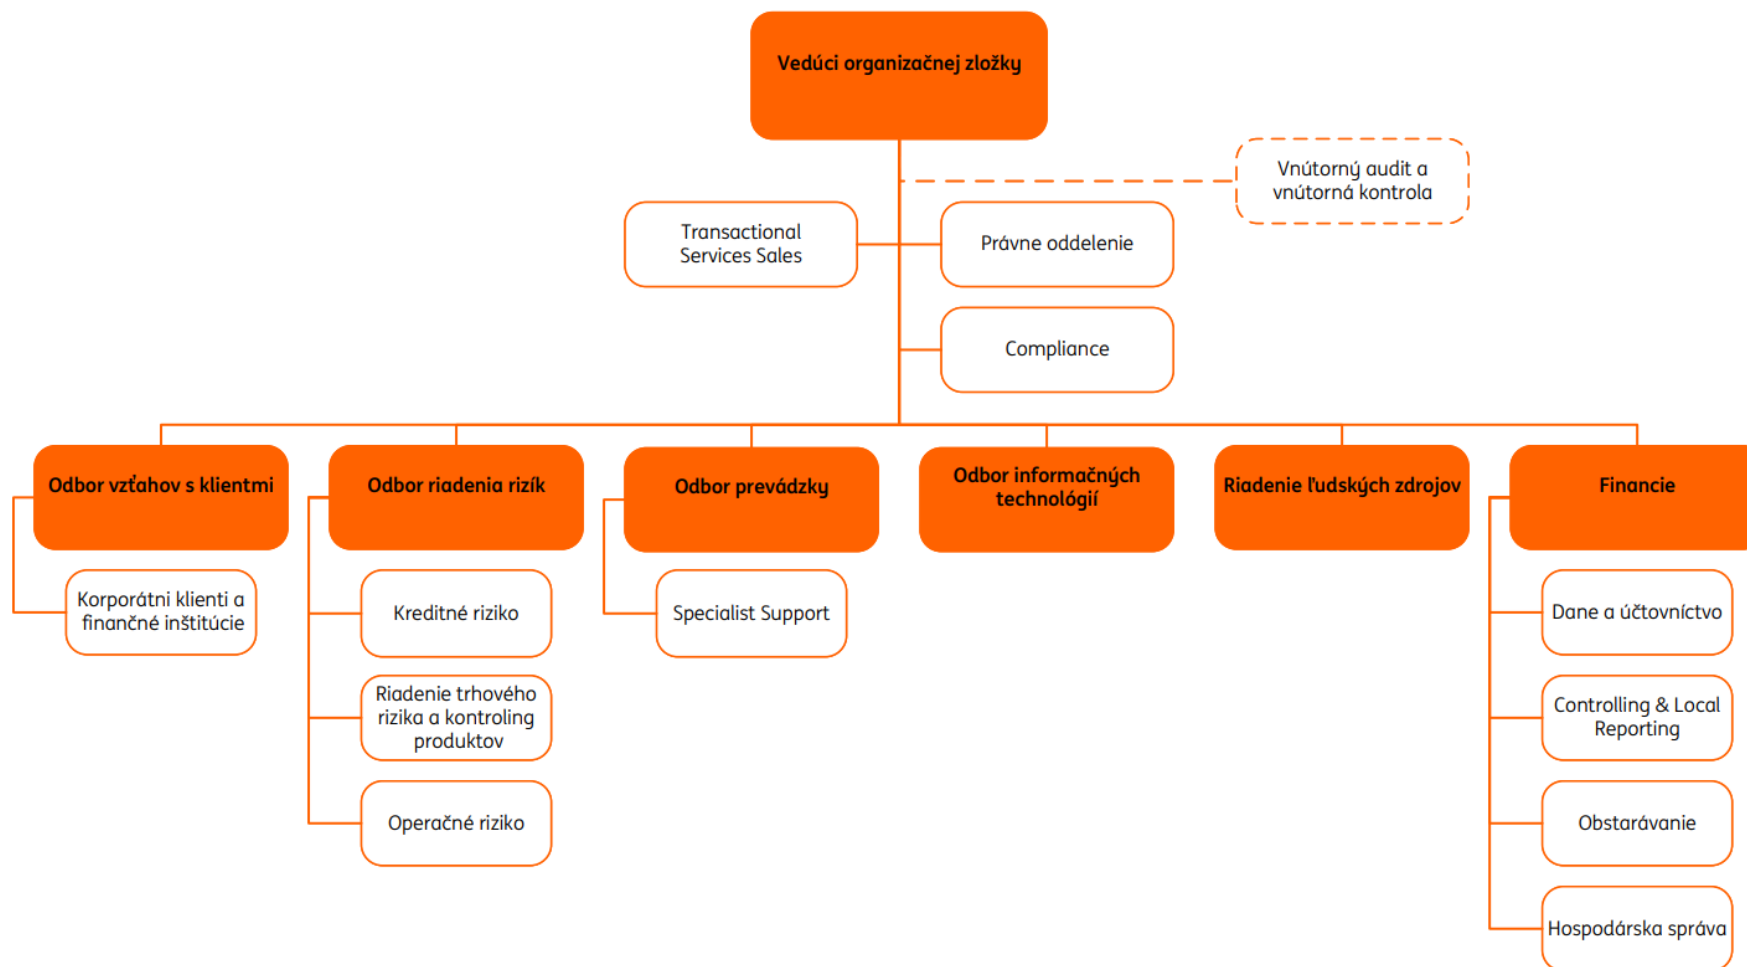 Vedúci organizačnej zložky
Vnútorný audit a
vnútorná kontrola
Transactional
Services Sales
Právne oddelenie
Compliance
Odbor vzťahov s klientmi
Odbor riadenia rizík
Odbor prevádzky
Odbor informačných
technológií
Riadenie ľudských zdrojov
Financie
Korporátni klienti a
finančné inštitúcie
Kreditné riziko
Riadenie trhového
rizika a kontroling
produktov
Operačné riziko
Specialist Support
Dane a účtovníctvo
Controlling & Local
Reporting
Obstarávanie
Hospodárska správa